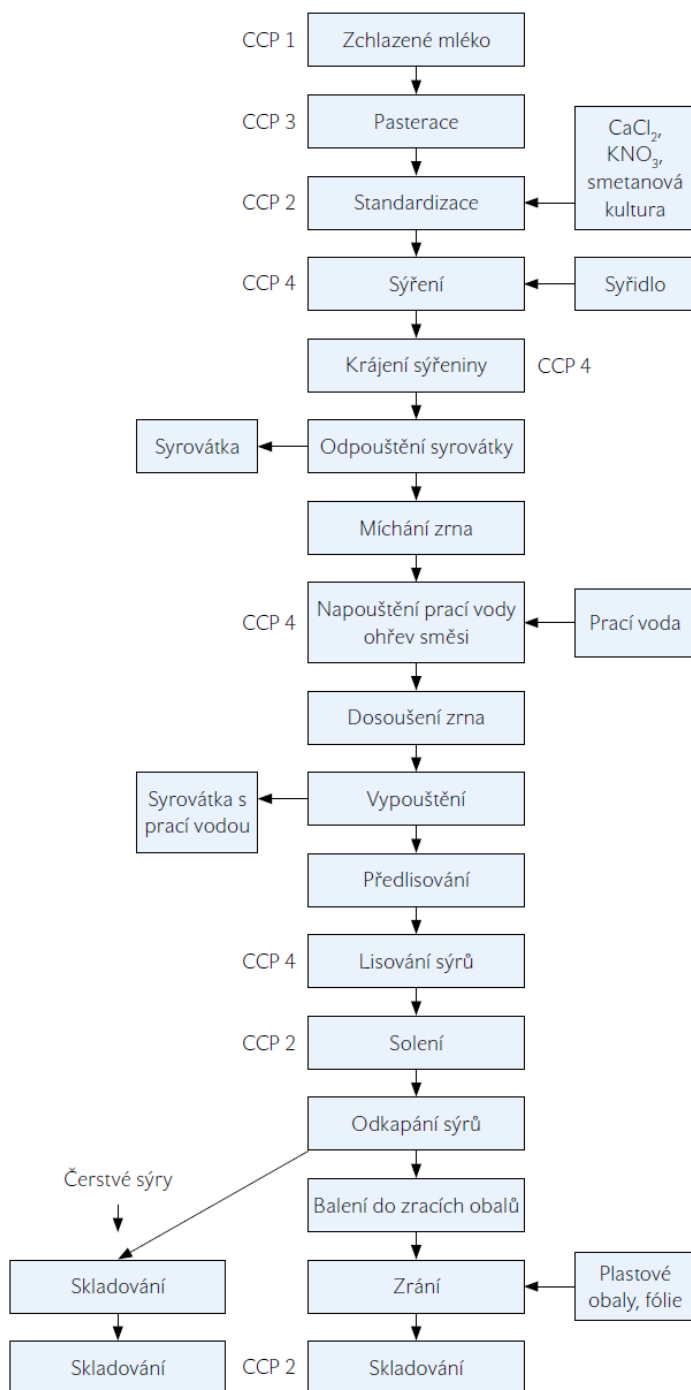 CCP 1
Zchlazené mléko
CCP 3
Pasterace
CaCl₂,
KNO₃,
smetanová
kultura
CCP 2
Standardizace
CCP 4
Sýření
Syřidlo
Krájení sýřeniny
CCP 4
Syrovátka
Odpouštění syrovátky
Míchání zrna
CCP 4
Napouštění prací vody
ohřev směsi
Prací voda
Dosoušení zrna
Syrovátka s
prací vodou
Vypouštění
Předlisování
CCP 4
Lisování sýrů
CCP 2
Solení
Odkapání sýrů
Čerstvé sýry
Balení do zracích obalů
Skladování
Zrání
Plastové
obaly, fólie
Skladování
CCP 2
Skladování